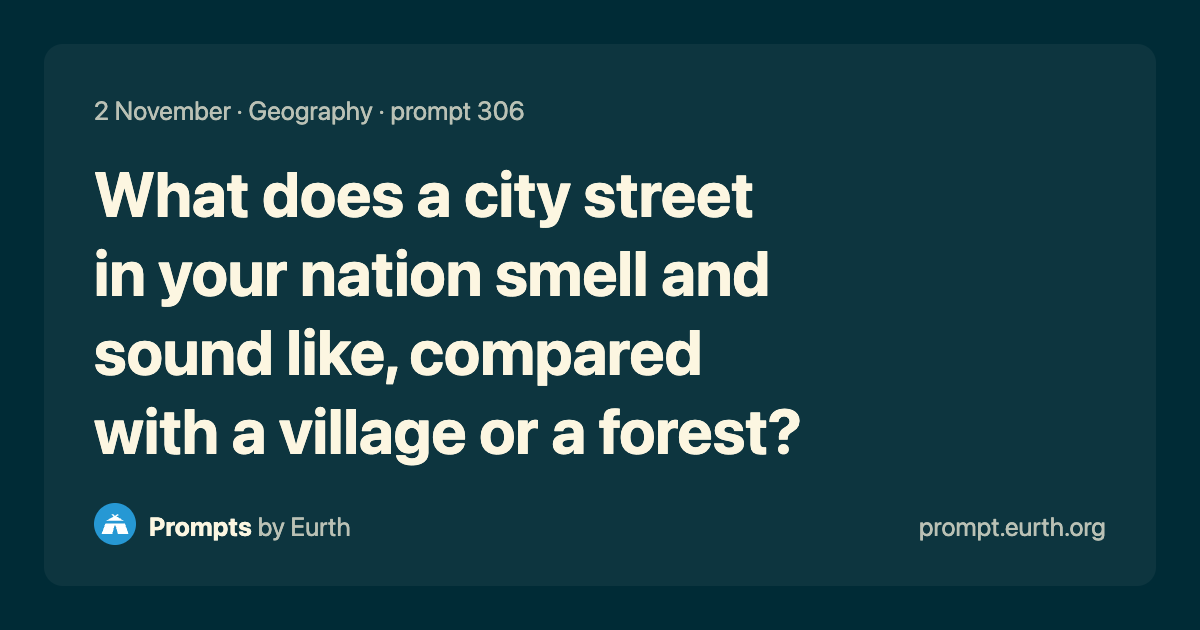 2 November · Geography · prompt 306
What does a city street
in your nation smell and
sound like, compared
with a village or a forest?
Prompts by Eurth
prompt.eurth.org